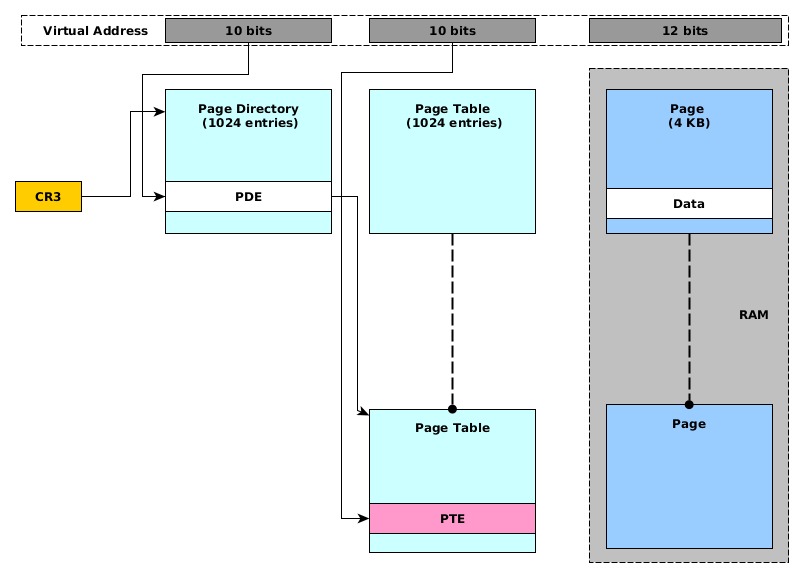 Virtual Address
10 bits
10 bits
12 bits
Page Directory
(1024 entries)
Page Table
(1024 entries)
Page
(4 KB)
CR3
PDE
Data
RAM
Page Table
Page
PTE